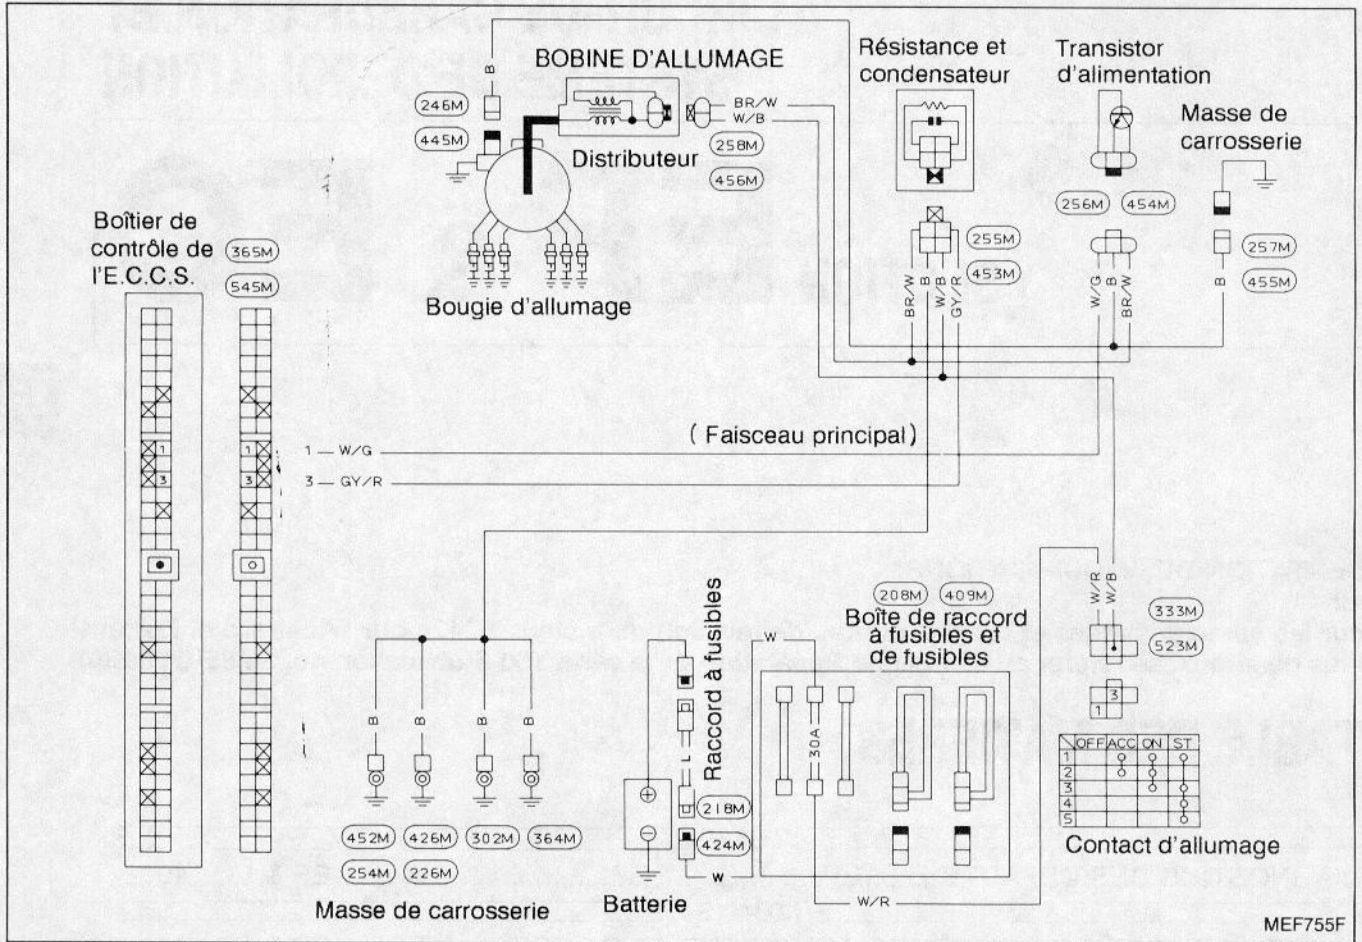 BOBINE D'ALLUMAGE
Résistance et
condensateur
Transistor
d'alimentation
Masse de
carrosserie
B
246M
445M
BR/W
W/B
Distributeur
258M
456M
256M
454M
255M
453M
257M
455M
B
BR/W
B
W/B
GY/R
W/G
B
BR/W
Boîtier de
contrôle de
l'E.C.C.S.
365M
545M
Bougie d'allumage
(Faisceau principal)
1
1
1
W/G
3
3
3
GY/R
Raccord à fusibles
208M
409M
Boîte de raccord
à fusibles et
de fusibles
W/R
W/B
333M
523M
3
1
W
30A
L
B
B
B
B
OFF ACC ON ST
1
2
3
4
5
218M
424M
W
452M
426M
302M
364M
254M
226M
Contact d'allumage
Masse de carrosserie
Batterie
W/R
MEF755F